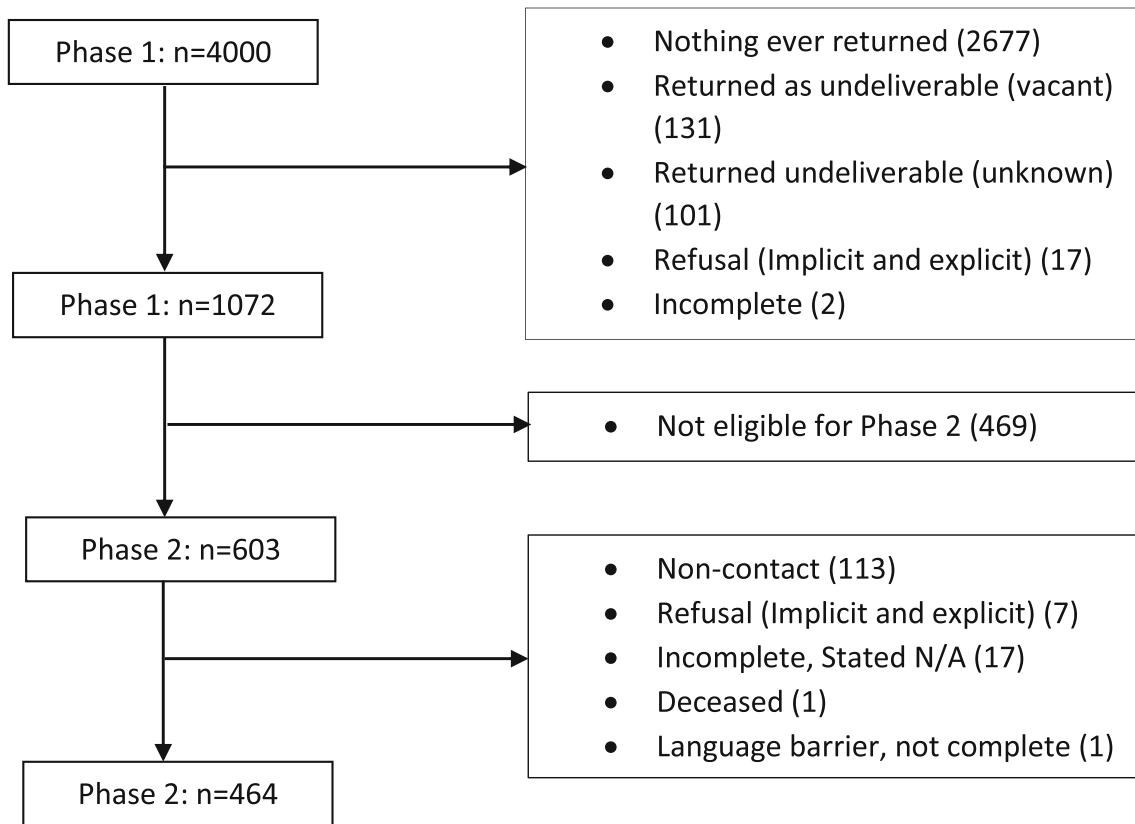 Phase 1: n=4000
• Nothing ever returned (2677)
• Returned as undeliverable (vacant)
(131)
• Returned undeliverable (unknown)
(101)
• Refusal (Implicit and explicit) (17)
• Incomplete (2)
Phase 1: n=1072
• Not eligible for Phase 2 (469)
Phase 2: n=603
• Non-contact (113)
• Refusal (Implicit and explicit) (7)
• Incomplete, Stated N/A (17)
• Deceased (1)
• Language barrier, not complete (1)
Phase 2: n=464